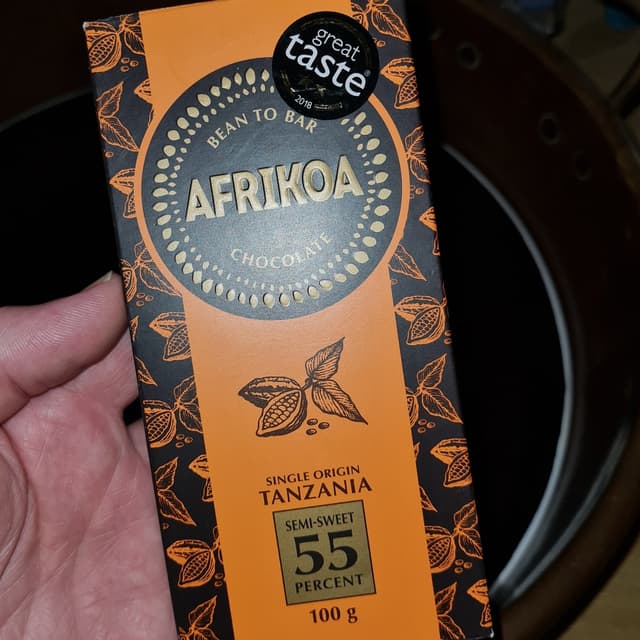 great
taste
2018
BEAN TO BAR
AFRIKOA
CHOCOLATE
SINGLE ORIGIN
TANZANIA
SEMI-SWEET
55
PERCENT
100 g